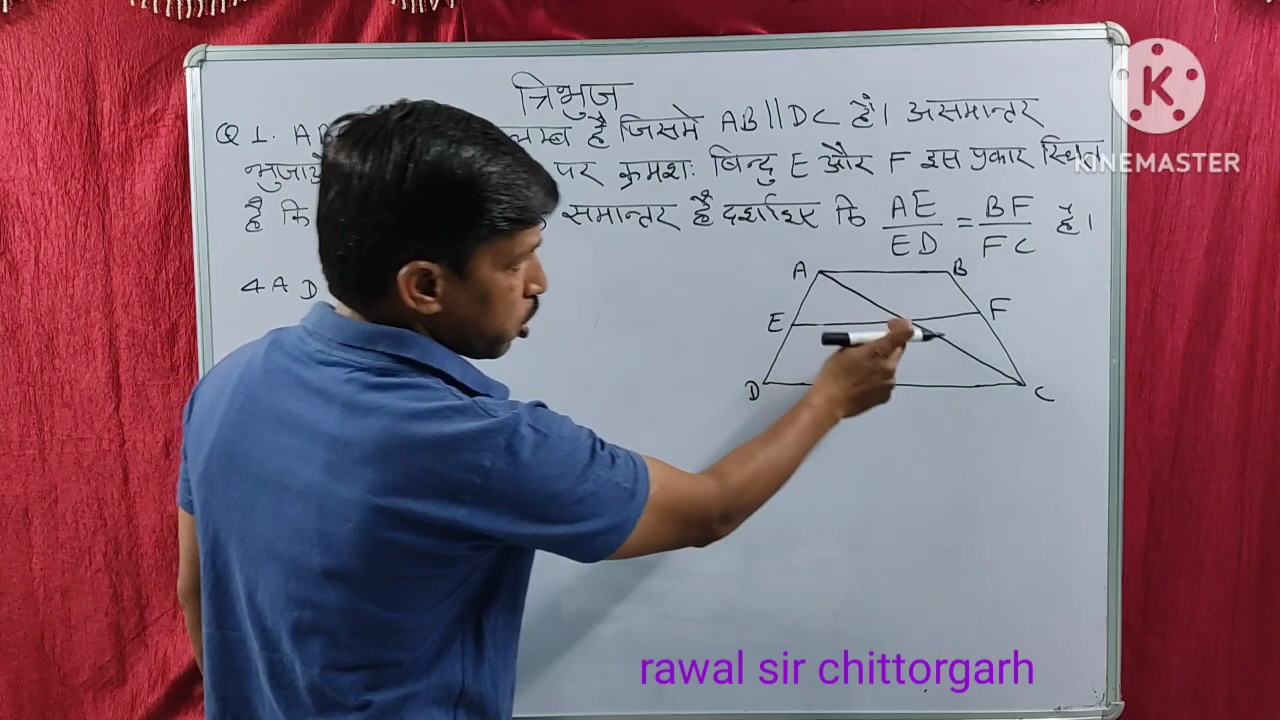 त्रिभुज
Q 1. AB लम्ब है जिसमे AB||DC हैं। असमान्तर
भुजाओ पर क्रमश: बिन्दु E और F इस प्रकार स्थित
है कि समान्तर है दर्शाइए कि AE/ED = BF/FC है।
A B
4 A D
E F
D C
K
KINEMASTER
rawal sir chittorgarh